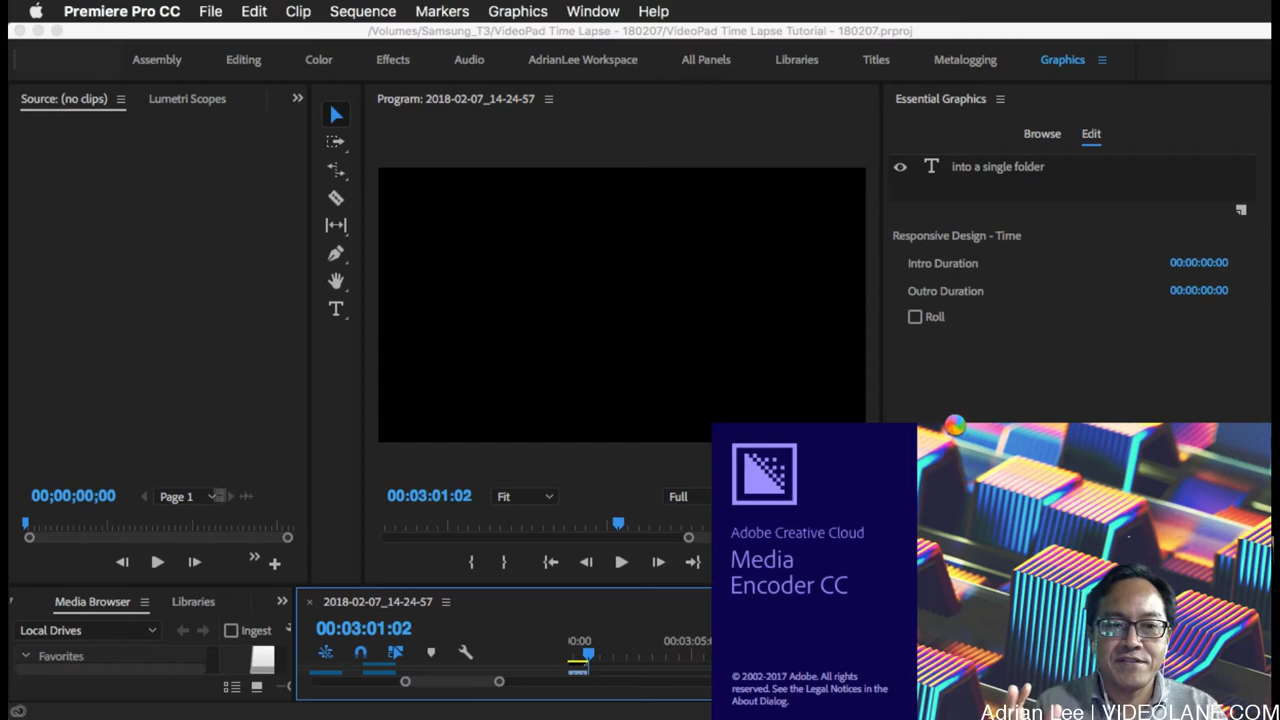 Premiere Pro CC File Edit Clip Sequence Markers Graphics Window Help
/Volumes/Samsung_T3/VideoPad Time Lapse - 180207/VideoPad Time Lapse Tutorial - 180207.prproj
Assembly Editing Color Effects Audio AdrianLee Workspace All Panels Libraries Titles Metalogging Graphics
Source: (no clips) Lumetri Scopes
Program: 2018-02-07_14-24-57
Essential Graphics
Browse Edit
T into a single folder
Responsive Design - Time
Intro Duration 00:00:00:00
Outro Duration 00:00:00:00
Roll
T
00;00;00;00 Page 1
00:03:01:02 Fit Full
Adobe Creative Cloud
Media
Encoder CC
Media Browser Libraries
2018-02-07_14-24-57
Local Drives Ingest
00:03:01:02
:00:00 00:03:05:0
Favorites
© 2002-2017 Adobe. All rights
reserved. See the Legal Notices in the
About Dialog.
Adrian Lee | VIDEOLANE.COM